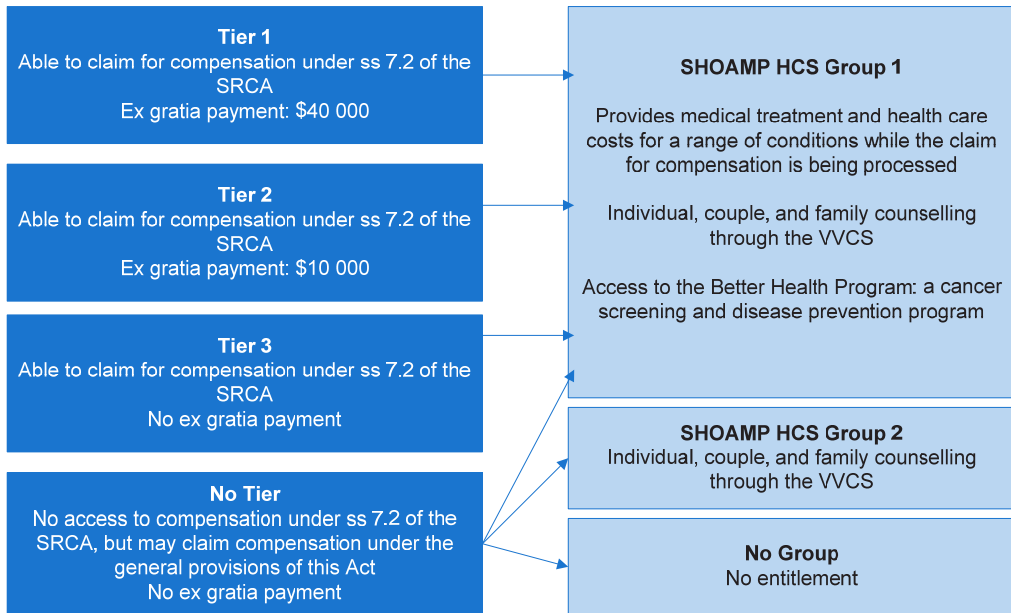 Tier 1
Able to claim for compensation under ss 7.2 of the
SRCA
Ex gratia payment: $40 000
Tier 2
Able to claim for compensation under ss 7.2 of the
SRCA
Ex gratia payment: $10 000
Tier 3
Able to claim for compensation under ss 7.2 of the
SRCA
No ex gratia payment
No Tier
No access to compensation under ss 7.2 of the
SRCA, but may claim compensation under the
general provisions of this Act
No ex gratia payment
SHOAMP HCS Group 1
Provides medical treatment and health care
costs for a range of conditions while the claim
for compensation is being processed
Individual, couple, and family counselling
through the VVCS
Access to the Better Health Program: a cancer
screening and disease prevention program
SHOAMP HCS Group 2
Individual, couple, and family counselling
through the VVCS
No Group
No entitlement